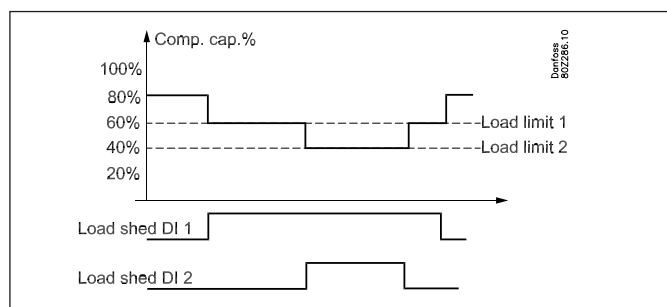 Comp. cap.%
Danfoss
80Z286.10
100%
80%
60%
Load limit 1
40%
Load limit 2
20%
Load shed DI 1
Load shed DI 2